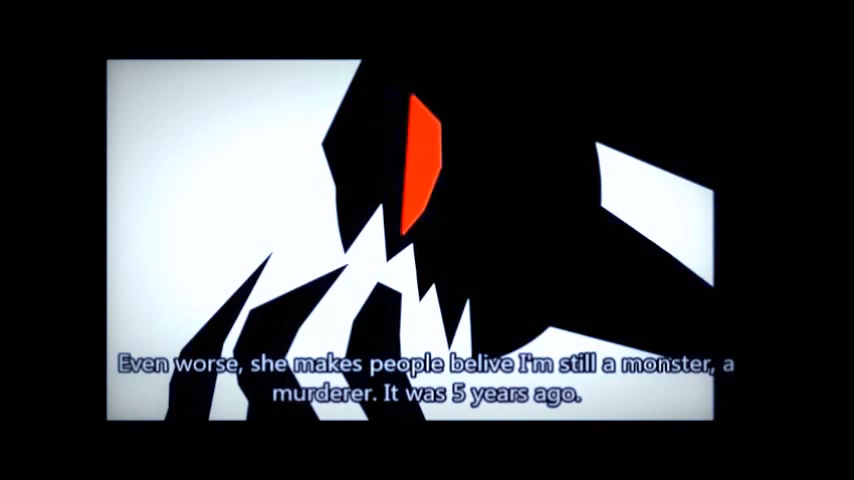 Even worse, she makes people belive I'm still a monster, a
murderer. It was 5 years ago.